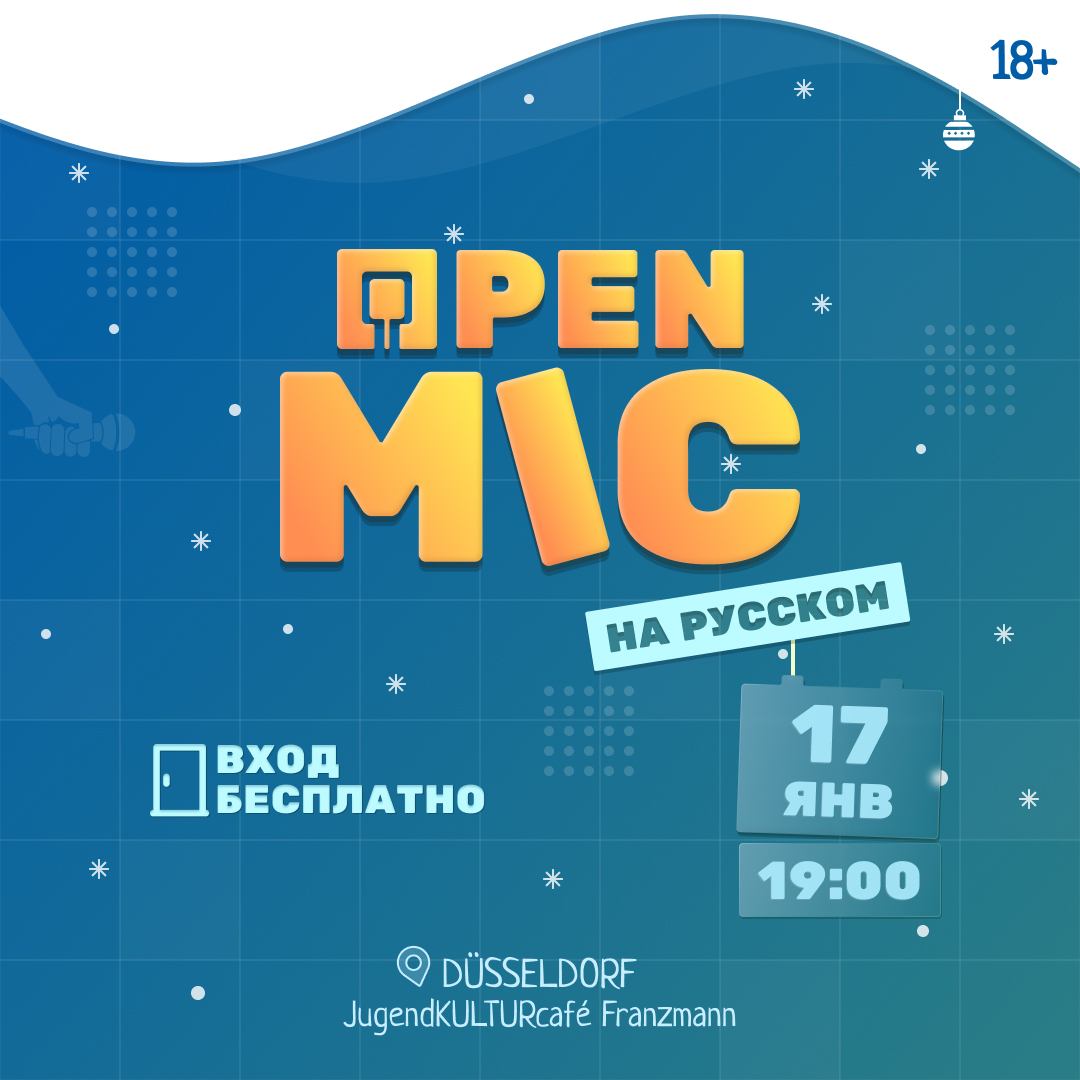 18+
OPEN
MIC
НА РУССКОМ
17
ЯНВ
19:00
ВХОД
БЕСПЛАТНО
DÜSSELDORF
JugendKULTURcafé Franzmann